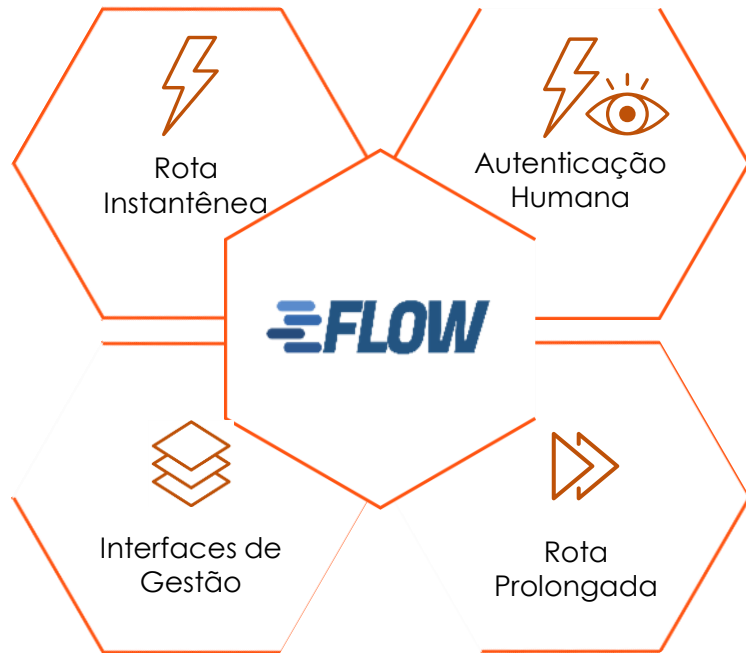 Rota
Instantênea
Autenticação
Humana
FLOW
Interfaces de
Gestão
Rota
Prolongada